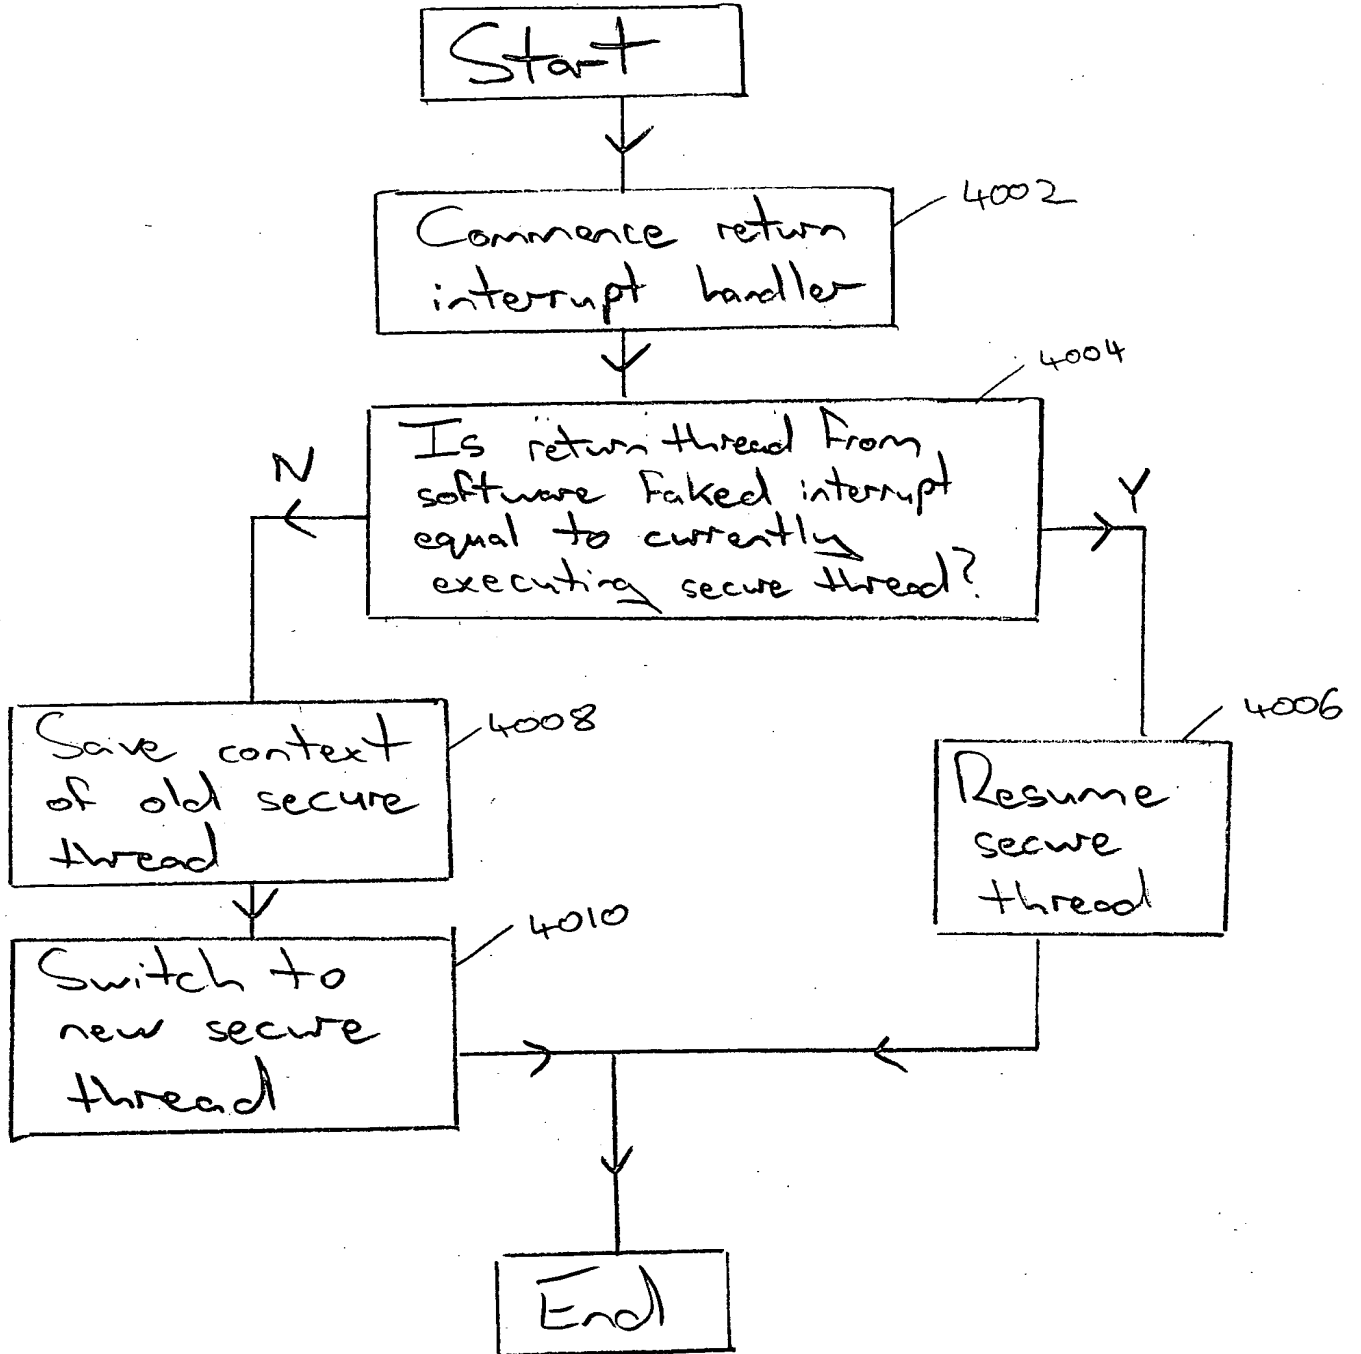 Start
Commence return
interrupt handler
4002
4004
Is return thread from
software faked interrupt
equal to currently
executing secure thread?
N
Y
Save context
of old secure
thread
4008
4006
Resume
secure
thread
Switch to
new secure
thread
4010
End